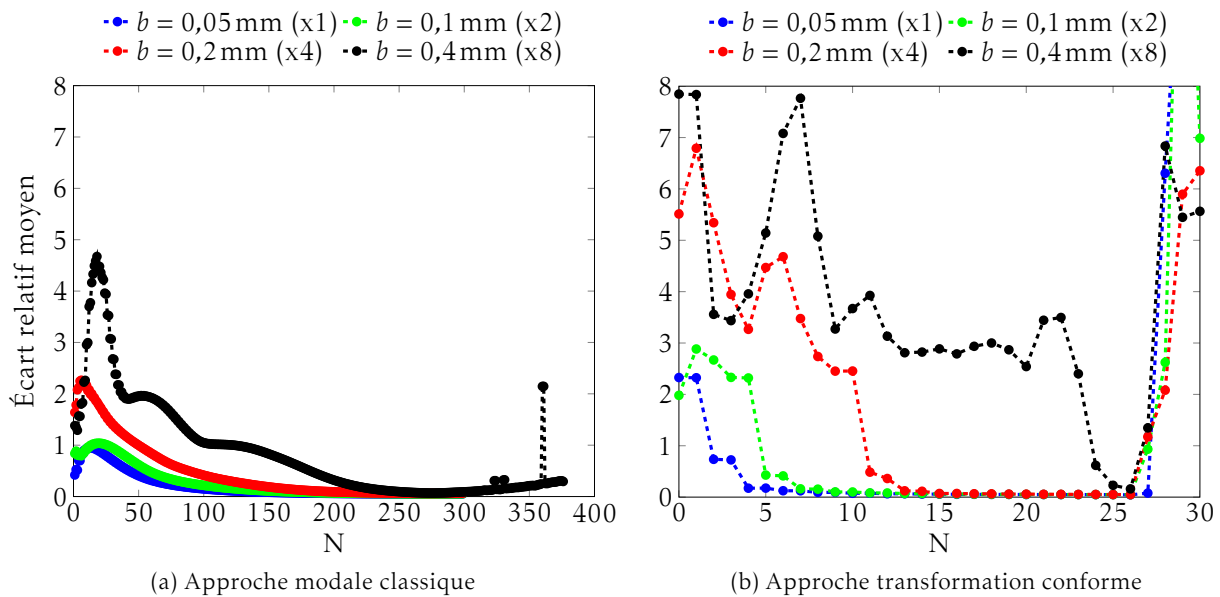 b = 0,05 mm (x1) b = 0,1 mm (x2)
b = 0,2 mm (x4) b = 0,4 mm (x8)
8
7
6
5
4
3
2
1
0
Écart relatif moyen
0 50 100 150 200 250 300 350 400
N
(a) Approche modale classique
b = 0,05 mm (x1) b = 0,1 mm (x2)
b = 0,2 mm (x4) b = 0,4 mm (x8)
8
7
6
5
4
3
2
1
0
0 5 10 15 20 25 30
N
(b) Approche transformation conforme